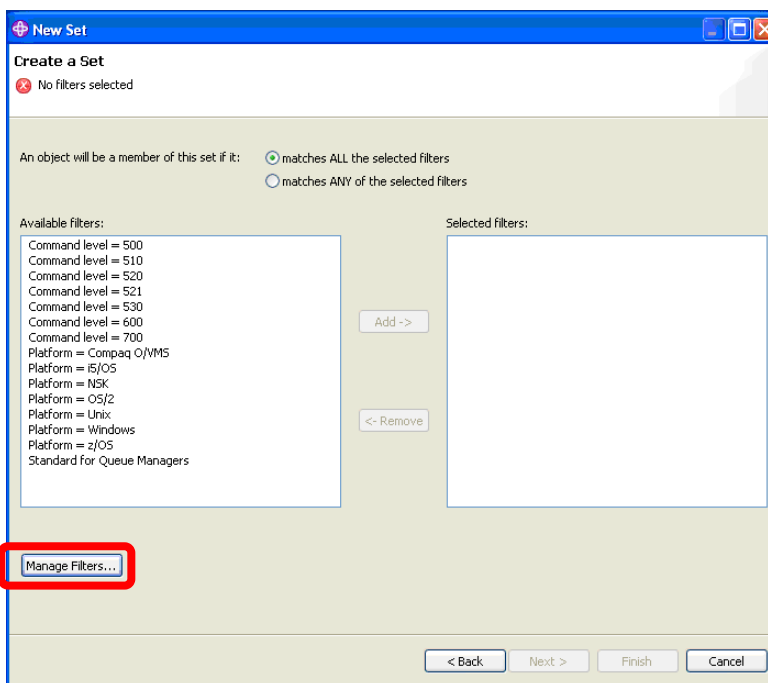 New Set
Create a Set
No filters selected
An object will be a member of this set if it:
matches ALL the selected filters
matches ANY of the selected filters
Available filters:
Command level = 500
Command level = 510
Command level = 520
Command level = 521
Command level = 530
Command level = 600
Command level = 700
Platform = Compaq O/VMS
Platform = i5/OS
Platform = NSK
Platform = OS/2
Platform = Unix
Platform = Windows
Platform = z/OS
Standard for Queue Managers
Add ->
<- Remove
Selected filters:
Manage Filters...
< Back
Next >
Finish
Cancel